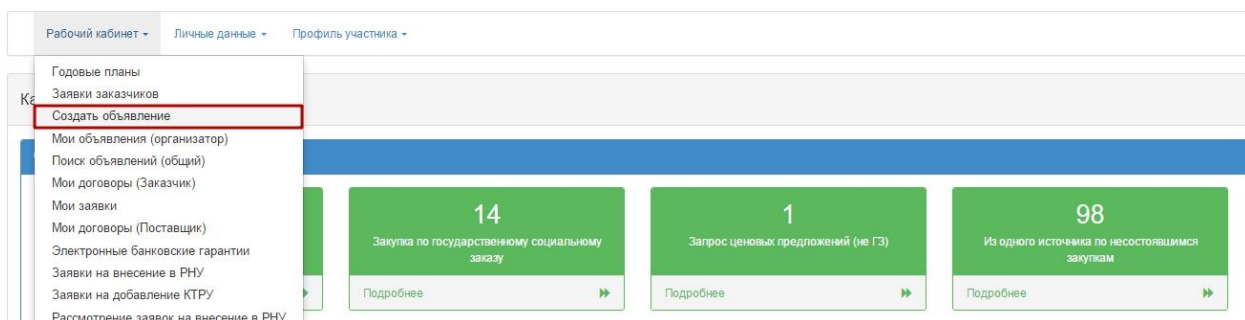 Рабочий кабинет Личные данные Профиль участника
Годовые планы
Заявки заказчиков
Ка
Создать объявление
Мои объявления (организатор)
Поиск объявлений (общий)
Мои договоры (Заказчик)
Мои заявки
Мои договоры (Поставщик)
Электронные банковские гарантии
Заявки на внесение в РНУ
Заявки на добавление КТРУ
Рассмотрение заявок на внесение в РНУ
14
Закупка по государственному социальному
заказу
Подробнее
1
Запрос ценовых предложений (не ГЗ)
Подробнее
98
Из одного источника по несостоявшимся
закупкам
Подробнее